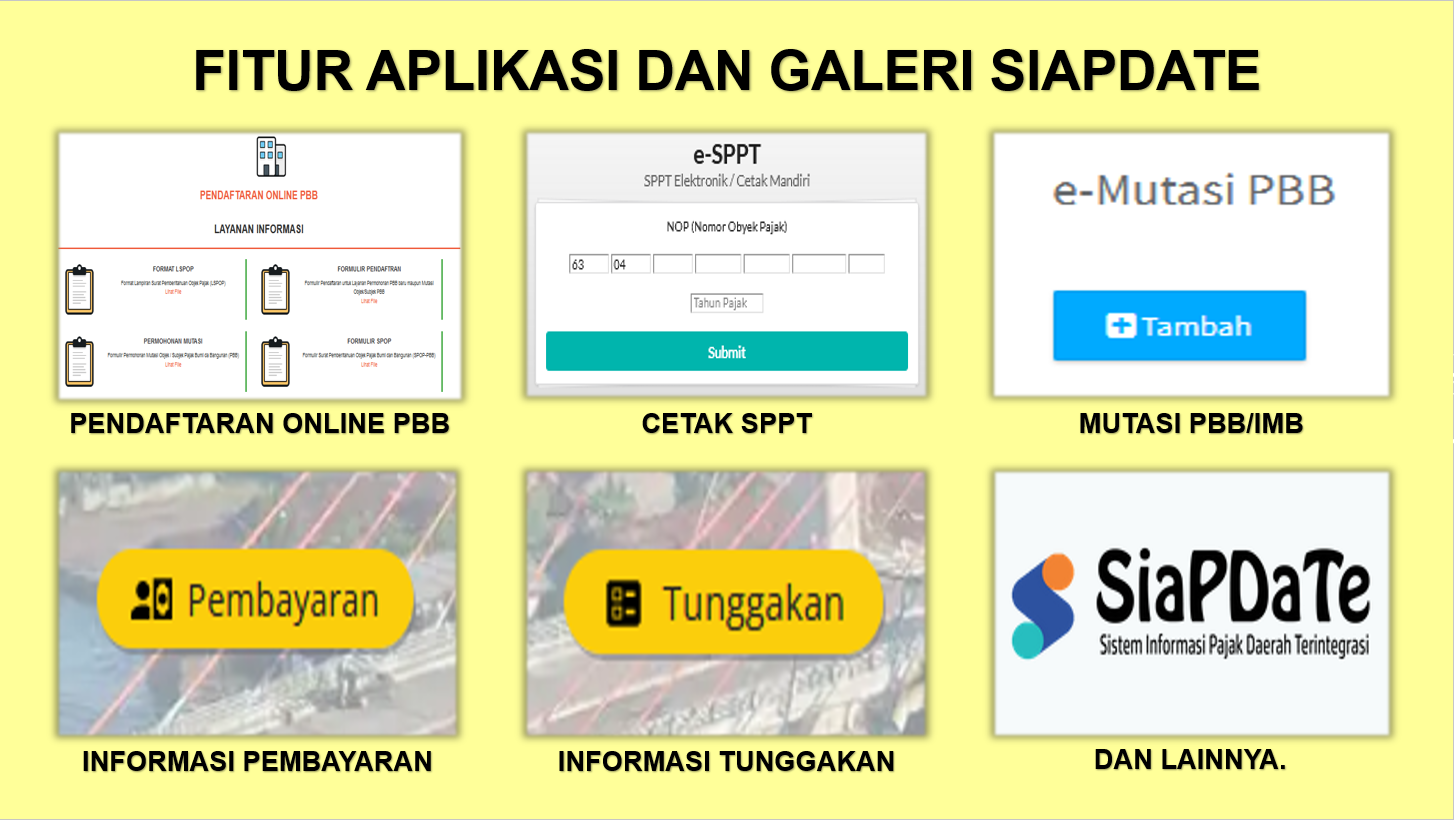 FITUR APLIKASI DAN GALERI SIAPDATE
PENDAFTARAN ONLINE PBB
LAYANAN INFORMASI
FORMAT LSPOP
Format Lampiran Surat Pemberitahuan Objek Pajak (LSPOP)
Lihat File
FORMULIR PENDAFTRAN
Formulir Pendaftaran untuk Layanan Permohonan PBB baru maupun Mutasi
Objek/Subjek PBB
Lihat File
PERMOHONAN MUTASI
Formulir Permohonan Mutasi Objek / Subjek Pajak Bumi da Bangunan (PBB)
Lihat File
FORMULIR SPOP
Formulir Surat Pemberitahuan Objek Pajak Bumi dan Bangunan (SPOP-PBB)
Lihat File
PENDAFTARAN ONLINE PBB
e-SPPT
SPPT Elektronik / Cetak Mandiri
NOP (Nomor Obyek Pajak)
63 04
Tahun Pajak
Submit
CETAK SPPT
e-Mutasi PBB
Tambah
MUTASI PBB/IMB
Pembayaran
INFORMASI PEMBAYARAN
Tunggakan
INFORMASI TUNGGAKAN
SiaPDaTe
Sistem Informasi Pajak Daerah Terintegrasi
DAN LAINNYA.